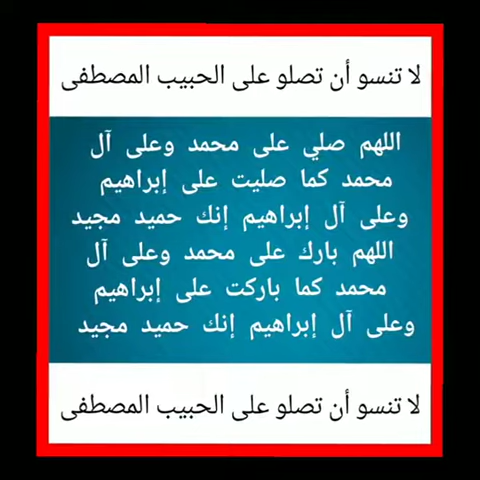 لا تنسو أن تصلو على الحبيب المصطفى
اللهم صلي على محمد وعلى آل
محمد كما صليت على إبراهيم
وعلى آل إبراهيم إنك حميد مجيد
اللهم بارك على محمد وعلى آل
محمد كما باركت على إبراهيم
وعلى آل إبراهيم إنك حميد مجيد
لا تنسو أن تصلو على الحبيب المصطفى